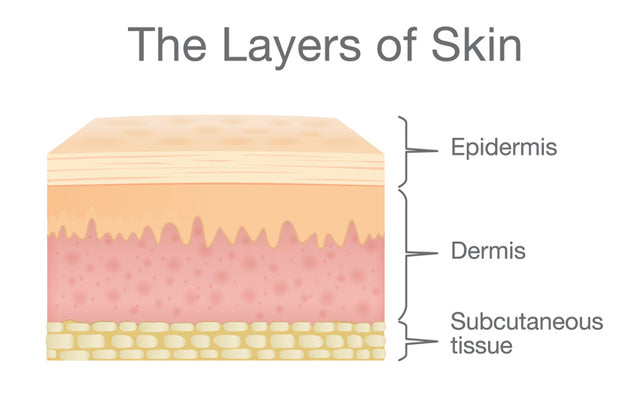 The Layers of Skin
Epidermis
Dermis
Subcutaneous
tissue